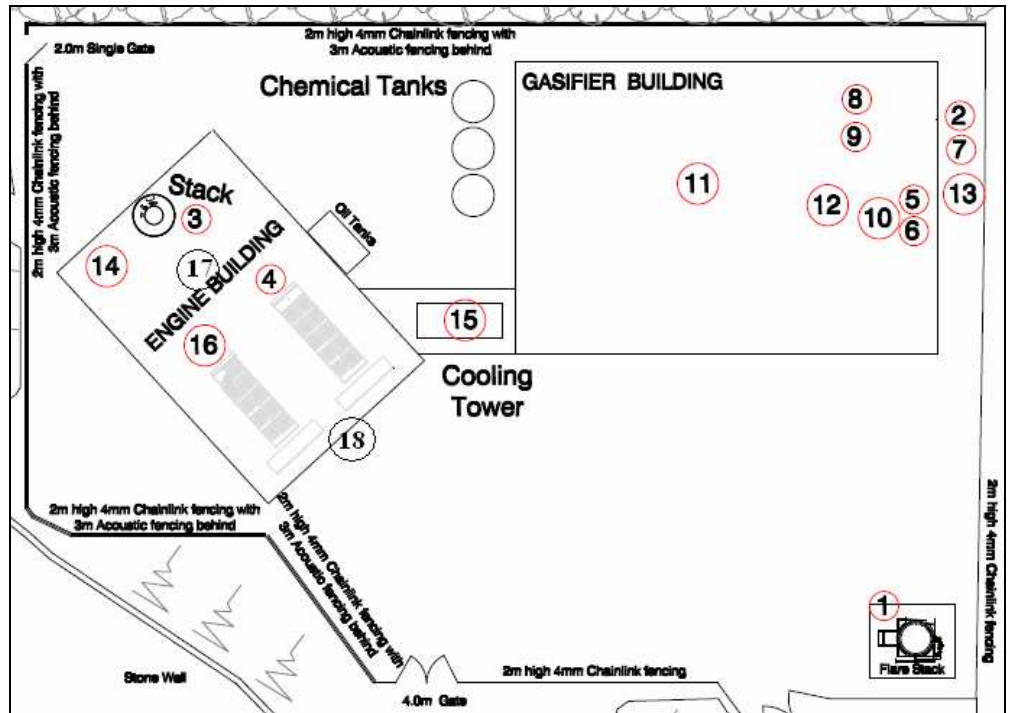 2m high 4mm Chainlink fencing with
3m Acoustic fencing behind
2.0m Single Gate
2m high 4mm Chainlink fencing with
3m Acoustic fencing behind
Chemical Tanks
GASIFIER BUILDING
8
9
2
7
13
11
12
10
5
6
Stack
3
Oil Tanks
14
17
ENGINE BUILDING
4
16
15
Cooling
Tower
18
2m high 4mm Chainlink fencing with
3m Acoustic fencing behind
2m high 4mm Chainlink fencing with
3m Acoustic fencing behind
2m high 4mm Chainlink fencing
1
Flare Stack
Stone Wall
4.0m Gate
2m high 4mm Chainlink fencing